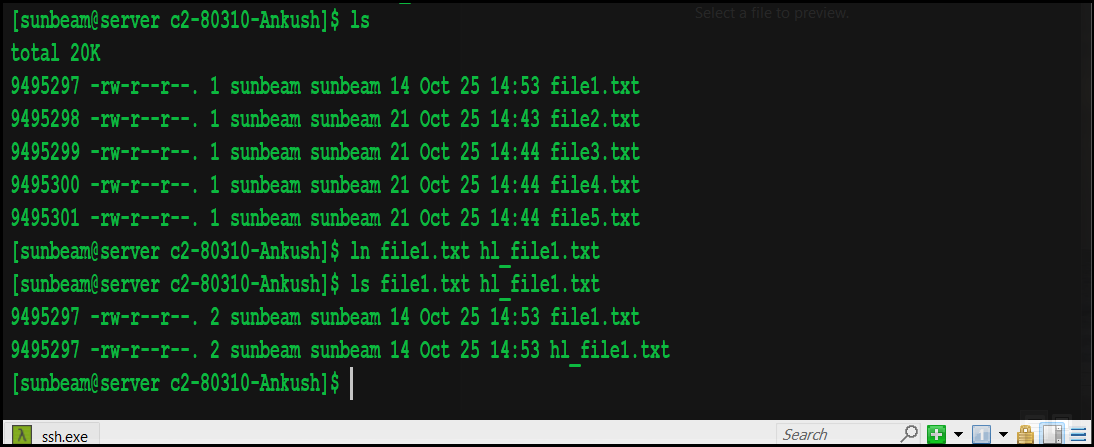 Select a file to preview.
[sunbeam@server c2-80310-Ankush]$ ls
total 20K
9495297 -rw-r--r--. 1 sunbeam sunbeam 14 Oct 25 14:53 file1.txt
9495298 -rw-r--r--. 1 sunbeam sunbeam 21 Oct 25 14:43 file2.txt
9495299 -rw-r--r--. 1 sunbeam sunbeam 21 Oct 25 14:44 file3.txt
9495300 -rw-r--r--. 1 sunbeam sunbeam 21 Oct 25 14:44 file4.txt
9495301 -rw-r--r--. 1 sunbeam sunbeam 21 Oct 25 14:44 file5.txt
[sunbeam@server c2-80310-Ankush]$ ln file1.txt hl_file1.txt
[sunbeam@server c2-80310-Ankush]$ ls file1.txt hl_file1.txt
9495297 -rw-r--r--. 2 sunbeam sunbeam 14 Oct 25 14:53 file1.txt
9495297 -rw-r--r--. 2 sunbeam sunbeam 14 Oct 25 14:53 hl_file1.txt
[sunbeam@server c2-80310-Ankush]$
λ ssh.exe Search